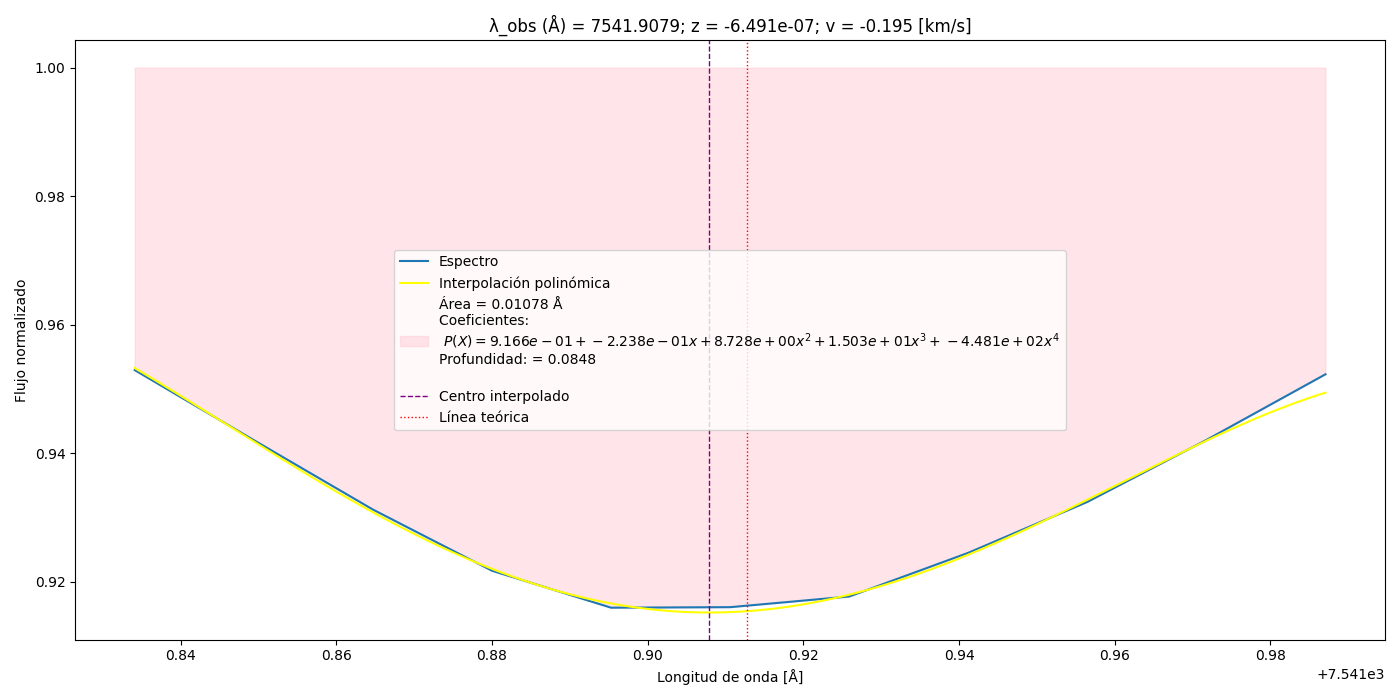 λ_obs (Å) = 7541.9079; z = -6.491e-07; v = -0.195 [km/s]
Flujo normalizado
1.00
0.98
0.96
0.94
0.92
Espectro
Interpolación polinómica
Área = 0.01078 Å
Coeficientes:
P(X) = 9.166e − 01 + −2.238e − 01x + 8.728e + 00x² + 1.503e + 01x³ + −4.481e + 02x⁴
Profundidad: = 0.0848
Centro interpolado
Línea teórica
0.84 0.86 0.88 0.90 0.92 0.94 0.96 0.98
Longitud de onda [Å]
+7.541e3